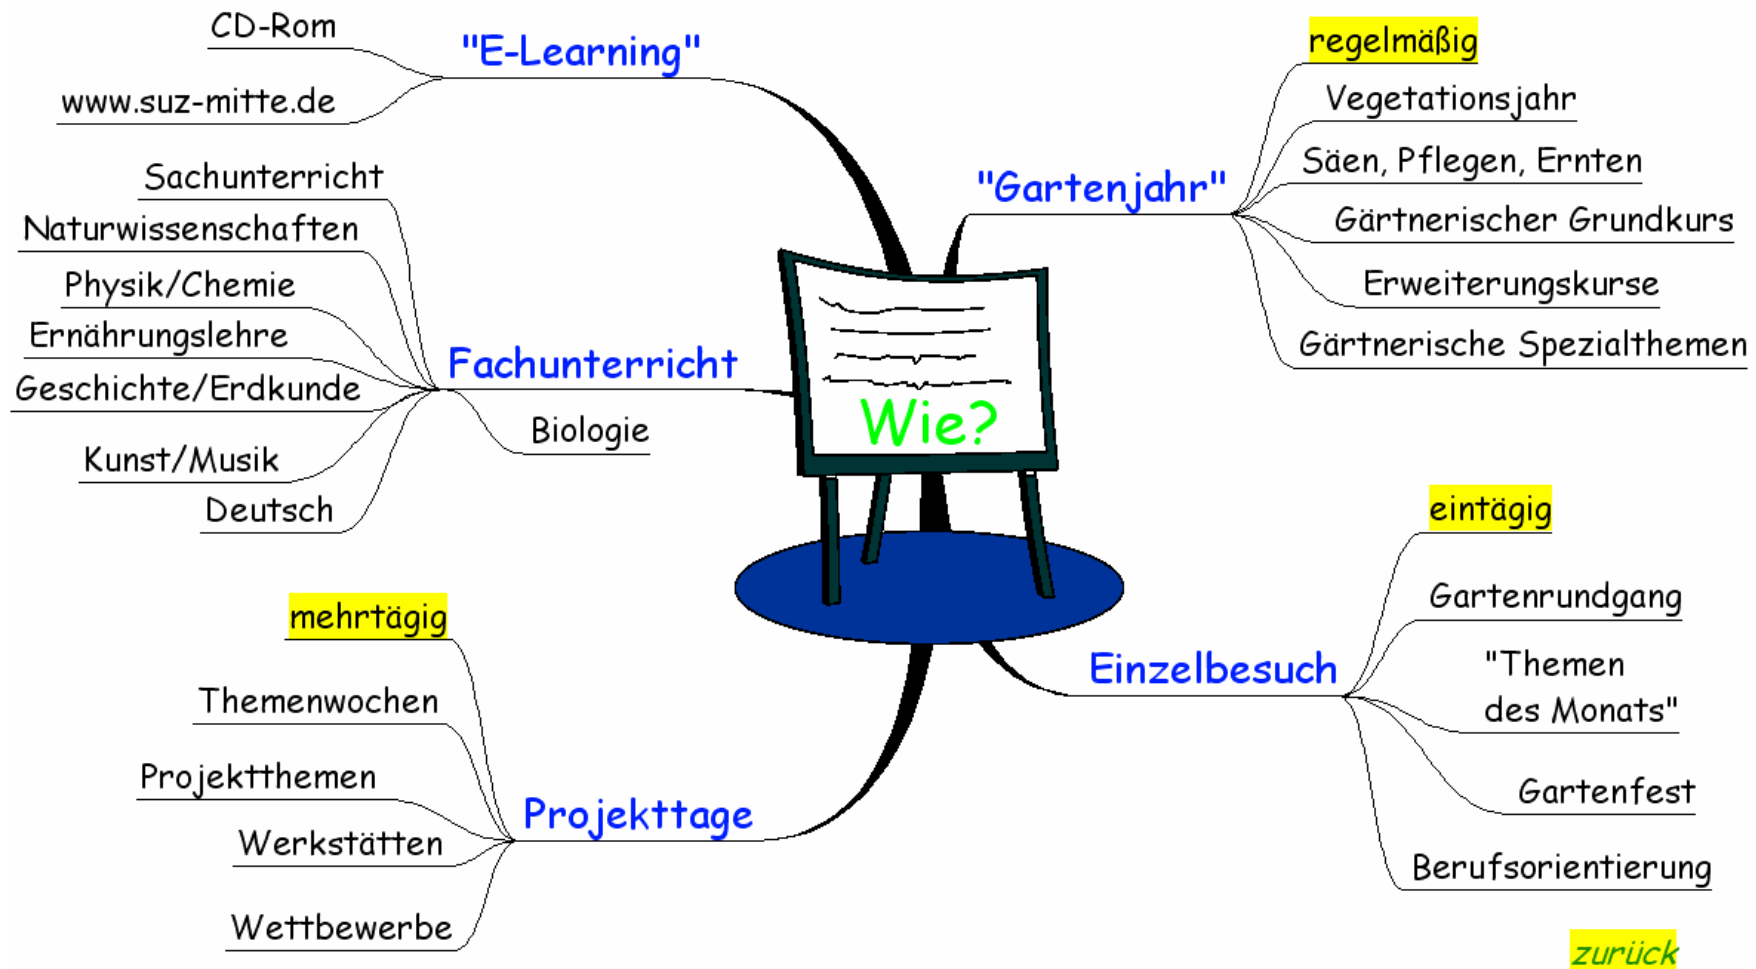 CD-Rom
"E-Learning"
www.suz-mitte.de
regelmäßig
Vegetationsjahr
Säen, Pflegen, Ernten
"Gartenjahr"
Gärtnerischer Grundkurs
Erweiterungskurse
Gärtnerische Spezialthemen
Sachunterricht
Naturwissenschaften
Physik/Chemie
Ernährungslehre
Fachunterricht
Geschichte/Erdkunde
Biologie
Kunst/Musik
Deutsch
Wie?
eintägig
Gartenrundgang
Einzelbesuch
"Themen
des Monats"
Gartenfest
Berufsorientierung
mehrtägig
Themenwochen
Projektthemen
Projekttage
Werkstätten
Wettbewerbe
zurück